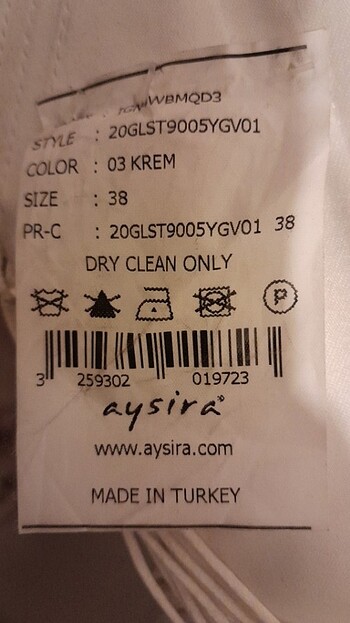 STYLE : 20GLST9005YGV01
COLOR : 03 KREM
SIZE : 38
PR-C : 20GLST9005YGV01 38
DRY CLEAN ONLY
P
3 259302 019723
aysira
www.aysira.com
MADE IN TURKEY